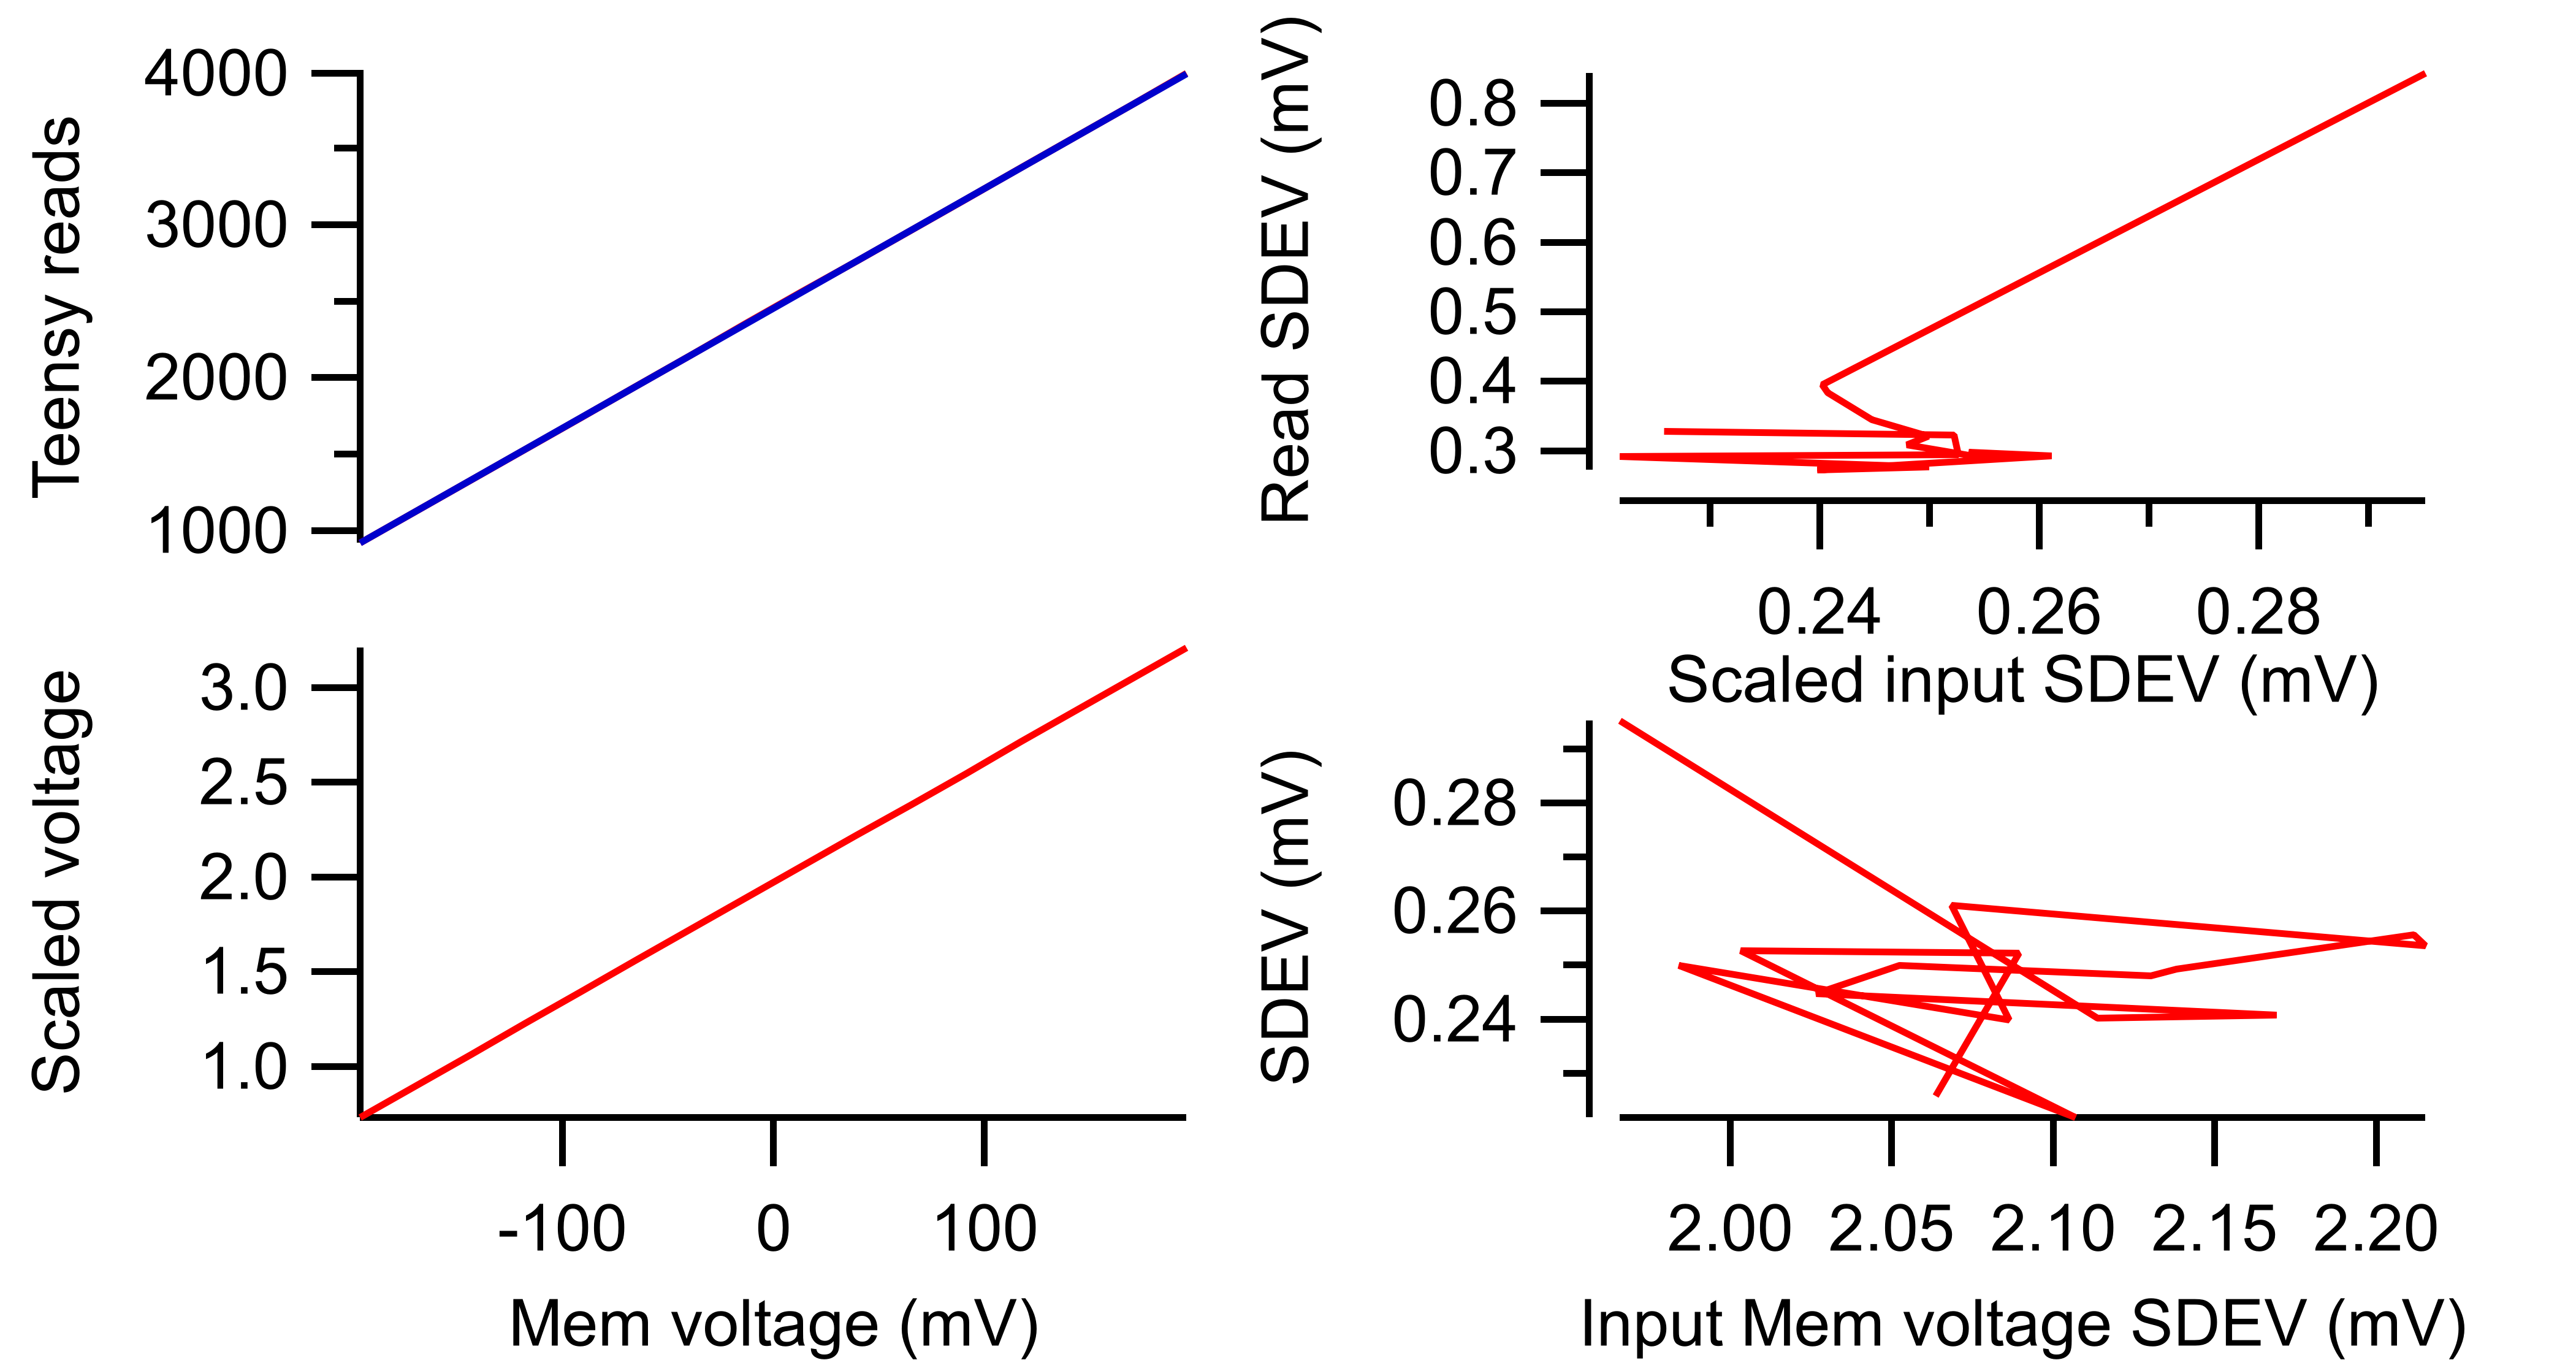 Teensy reads
4000
3000
2000
1000
Scaled voltage
3.0
2.5
2.0
1.5
1.0
-100 0 100
Mem voltage (mV)
Read SDEV (mV)
0.8
0.7
0.6
0.5
0.4
0.3
0.24 0.26 0.28
Scaled input SDEV (mV)
SDEV (mV)
0.28
0.26
0.24
2.00 2.05 2.10 2.15 2.20
Input Mem voltage SDEV (mV)